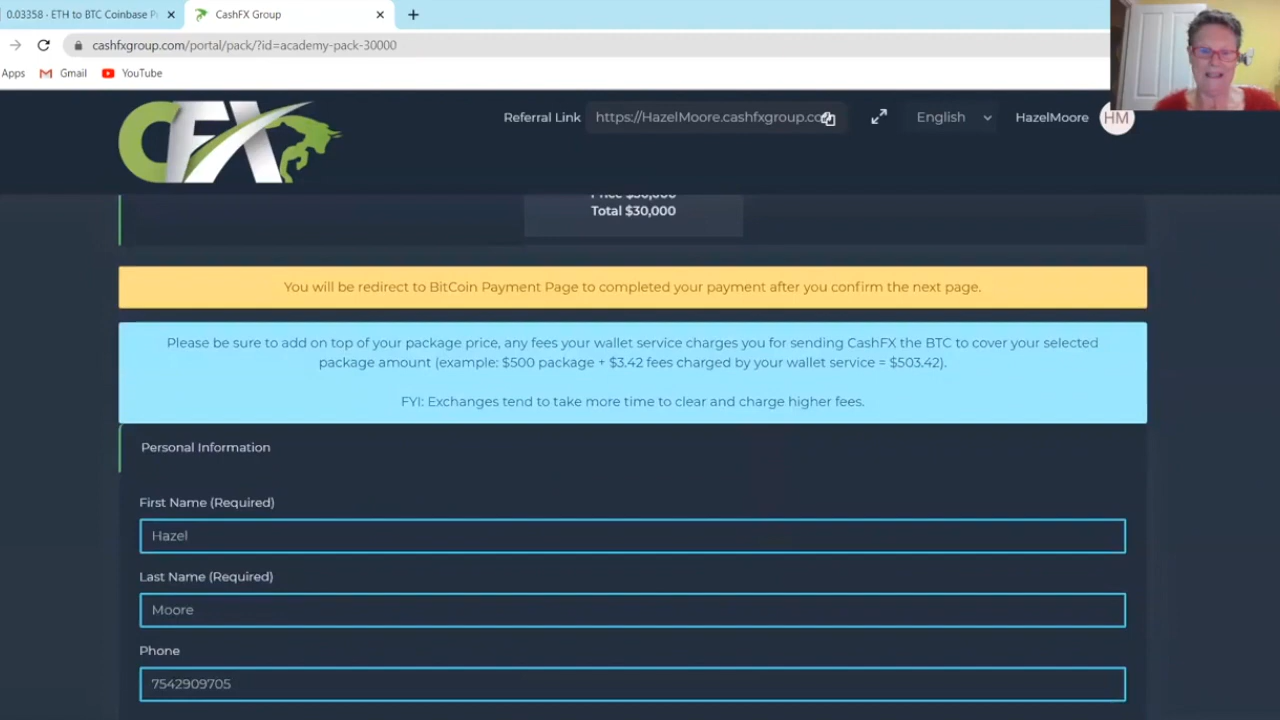 0.03358 - ETH to BTC Coinbase P
CashFX Group
cashfxgroup.com/portal/pack/?id=academy-pack-30000
Apps Gmail YouTube
CFX
Referral Link https://HazelMoore.cashfxgroup.co English HazelMoore HM
Price $30,000
Total $30,000
You will be redirect to BitCoin Payment Page to completed your payment after you confirm the next page.
Please be sure to add on top of your package price, any fees your wallet service charges you for sending CashFX the BTC to cover your selected
package amount (example: $500 package + $3.42 fees charged by your wallet service = $503.42).
FYI: Exchanges tend to take more time to clear and charge higher fees.
Personal Information
First Name (Required)
Hazel
Last Name (Required)
Moore
Phone
7542909705